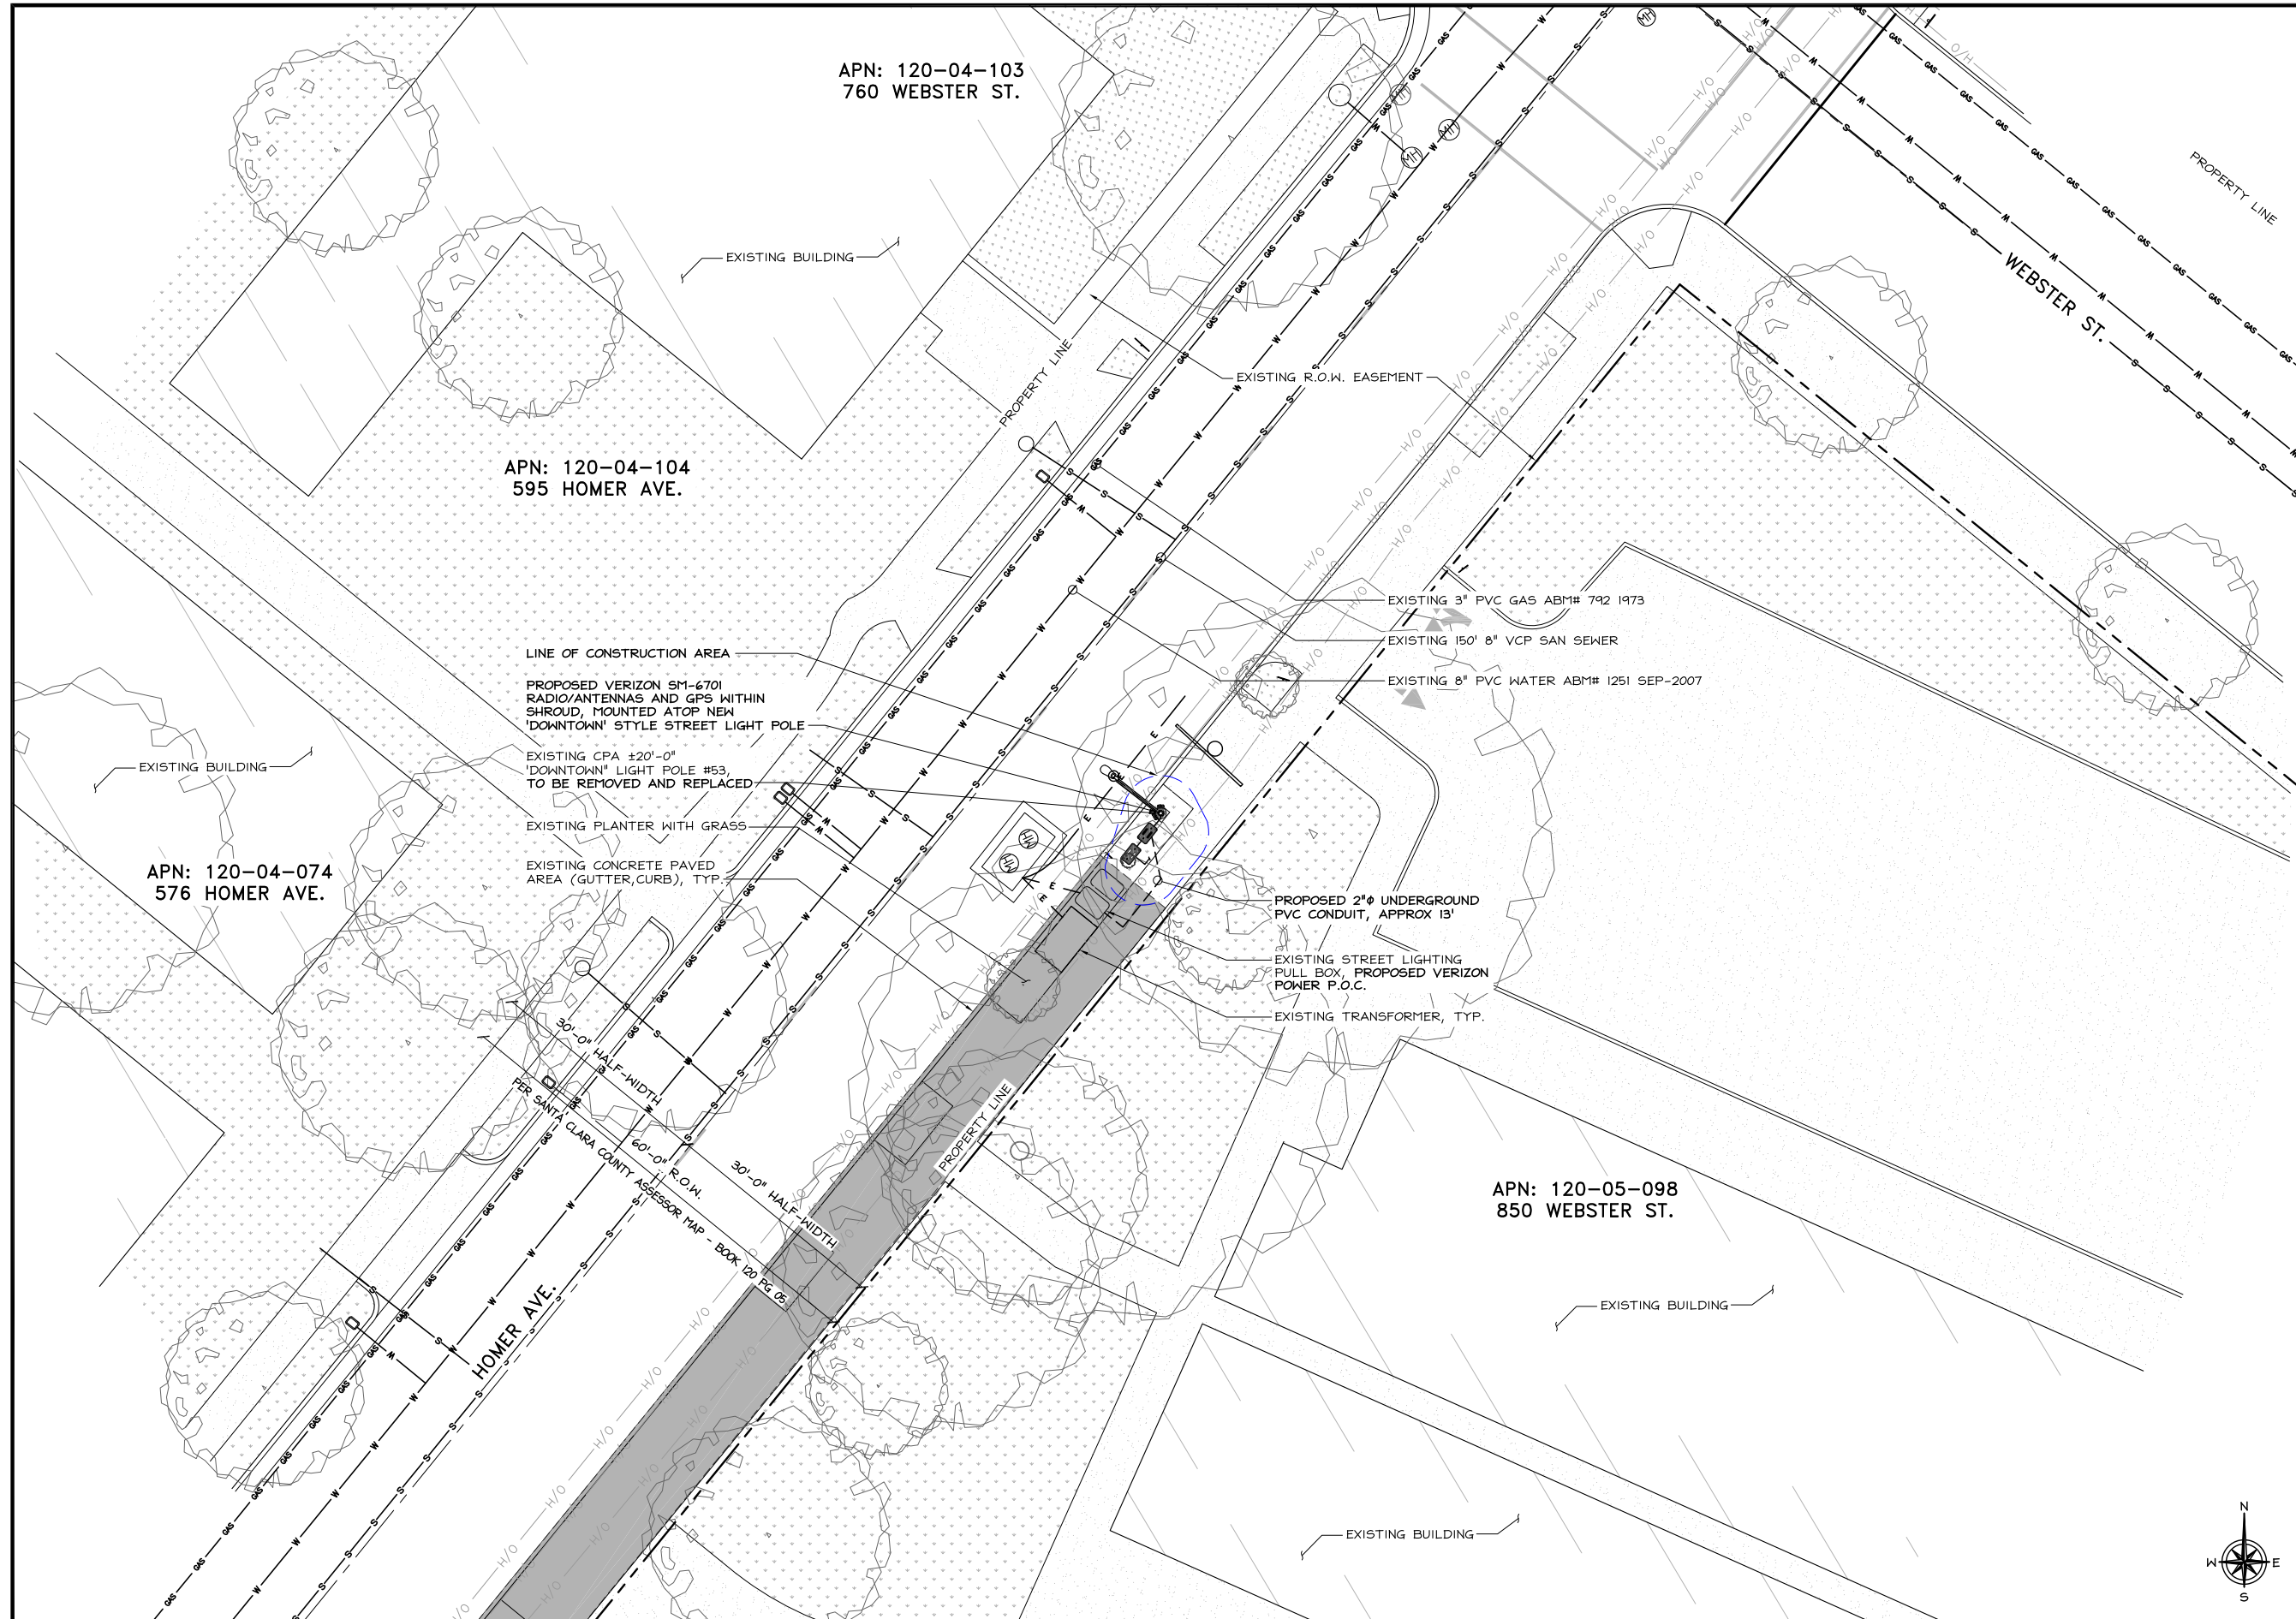 APN: 120-04-103
760 WEBSTER ST.
O/H
PROPERTY LINE
EXISTING BUILDING
WEBSTER ST.
PROPERTY LINE
EXISTING R.O.W. EASEMENT
APN: 120-04-104
595 HOMER AVE.
EXISTING 3" PVC GAS ABM# 792 1973
EXISTING 150' 8" VCP SAN SEWER
EXISTING 8" PVC WATER ABM# 1251 SEP-2007
LINE OF CONSTRUCTION AREA
PROPOSED VERIZON SM-6701
RADIO/ANTENNAS AND GPS WITHIN
SHROUD, MOUNTED ATOP NEW
'DOWNTOWN' STYLE STREET LIGHT POLE
EXISTING CPA ±20'-0"
'DOWNTOWN" LIGHT POLE #53,
TO BE REMOVED AND REPLACED
EXISTING PLANTER WITH GRASS
EXISTING CONCRETE PAVED
AREA (GUTTER,CURB), TYP.
EXISTING BUILDING
APN: 120-04-074
576 HOMER AVE.
PROPOSED 2"ϕ UNDERGROUND
PVC CONDUIT, APPROX 13'
EXISTING STREET LIGHTING
PULL BOX, PROPOSED VERIZON
POWER P.O.C.
EXISTING TRANSFORMER, TYP.
30'-0" HALF-WIDTH
60'-0" R.O.W.
30'-0" HALF-WIDTH
PER SANTA CLARA COUNTY ASSESSOR MAP - BOOK 120 PG 05
PROPERTY LINE
APN: 120-05-098
850 WEBSTER ST.
HOMER AVE.
EXISTING BUILDING
EXISTING BUILDING
N
W E
S